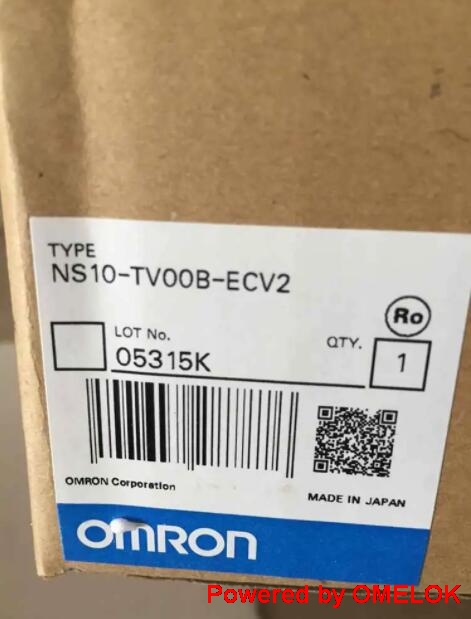 TYPE
NS10-TV00B-ECV2
Ro
LOT No.
05315K
QTY.
1
OMRON Corporation
MADE IN JAPAN
OMRON
Powered by OMELOK